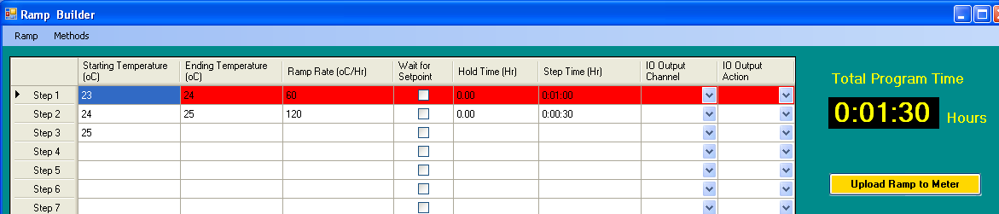 Ramp Builder
Ramp Methods
Starting Temperature (oC) Ending Temperature (oC) Ramp Rate (oC/Hr) Wait for Setpoint Hold Time (Hr) Step Time (Hr) IO Output Channel IO Output Action
Step 1 23 24 60 0.00 0:01:00
Step 2 24 25 120 0.00 0:00:30
Step 3 25
Step 4
Step 5
Step 6
Step 7
Total Program Time
0:01:30 Hours
Upload Ramp to Meter